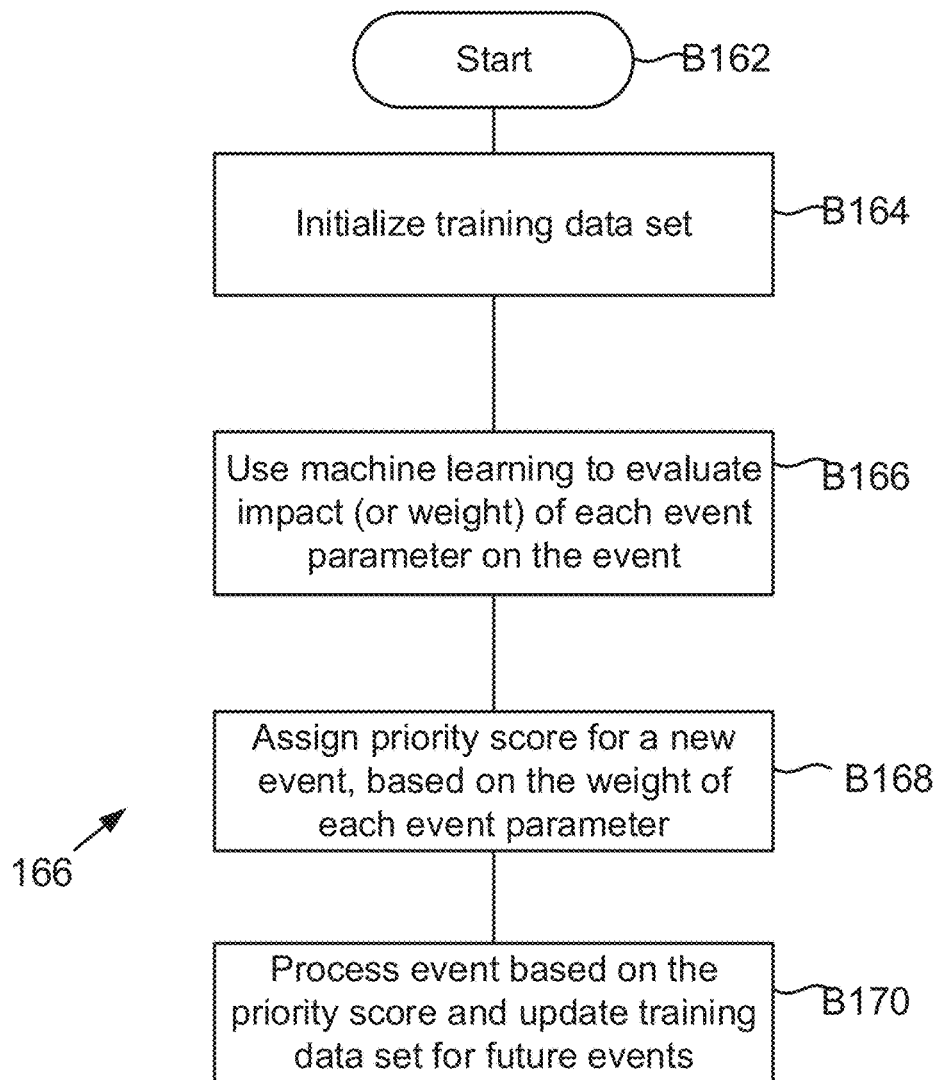 Start
B162
Initialize training data set
B164
Use machine learning to evaluate
impact (or weight) of each event
parameter on the event
B166
Assign priority score for a new
event, based on the weight of
each event parameter
B168
166
Process event based on the
priority score and update training
data set for future events
B170